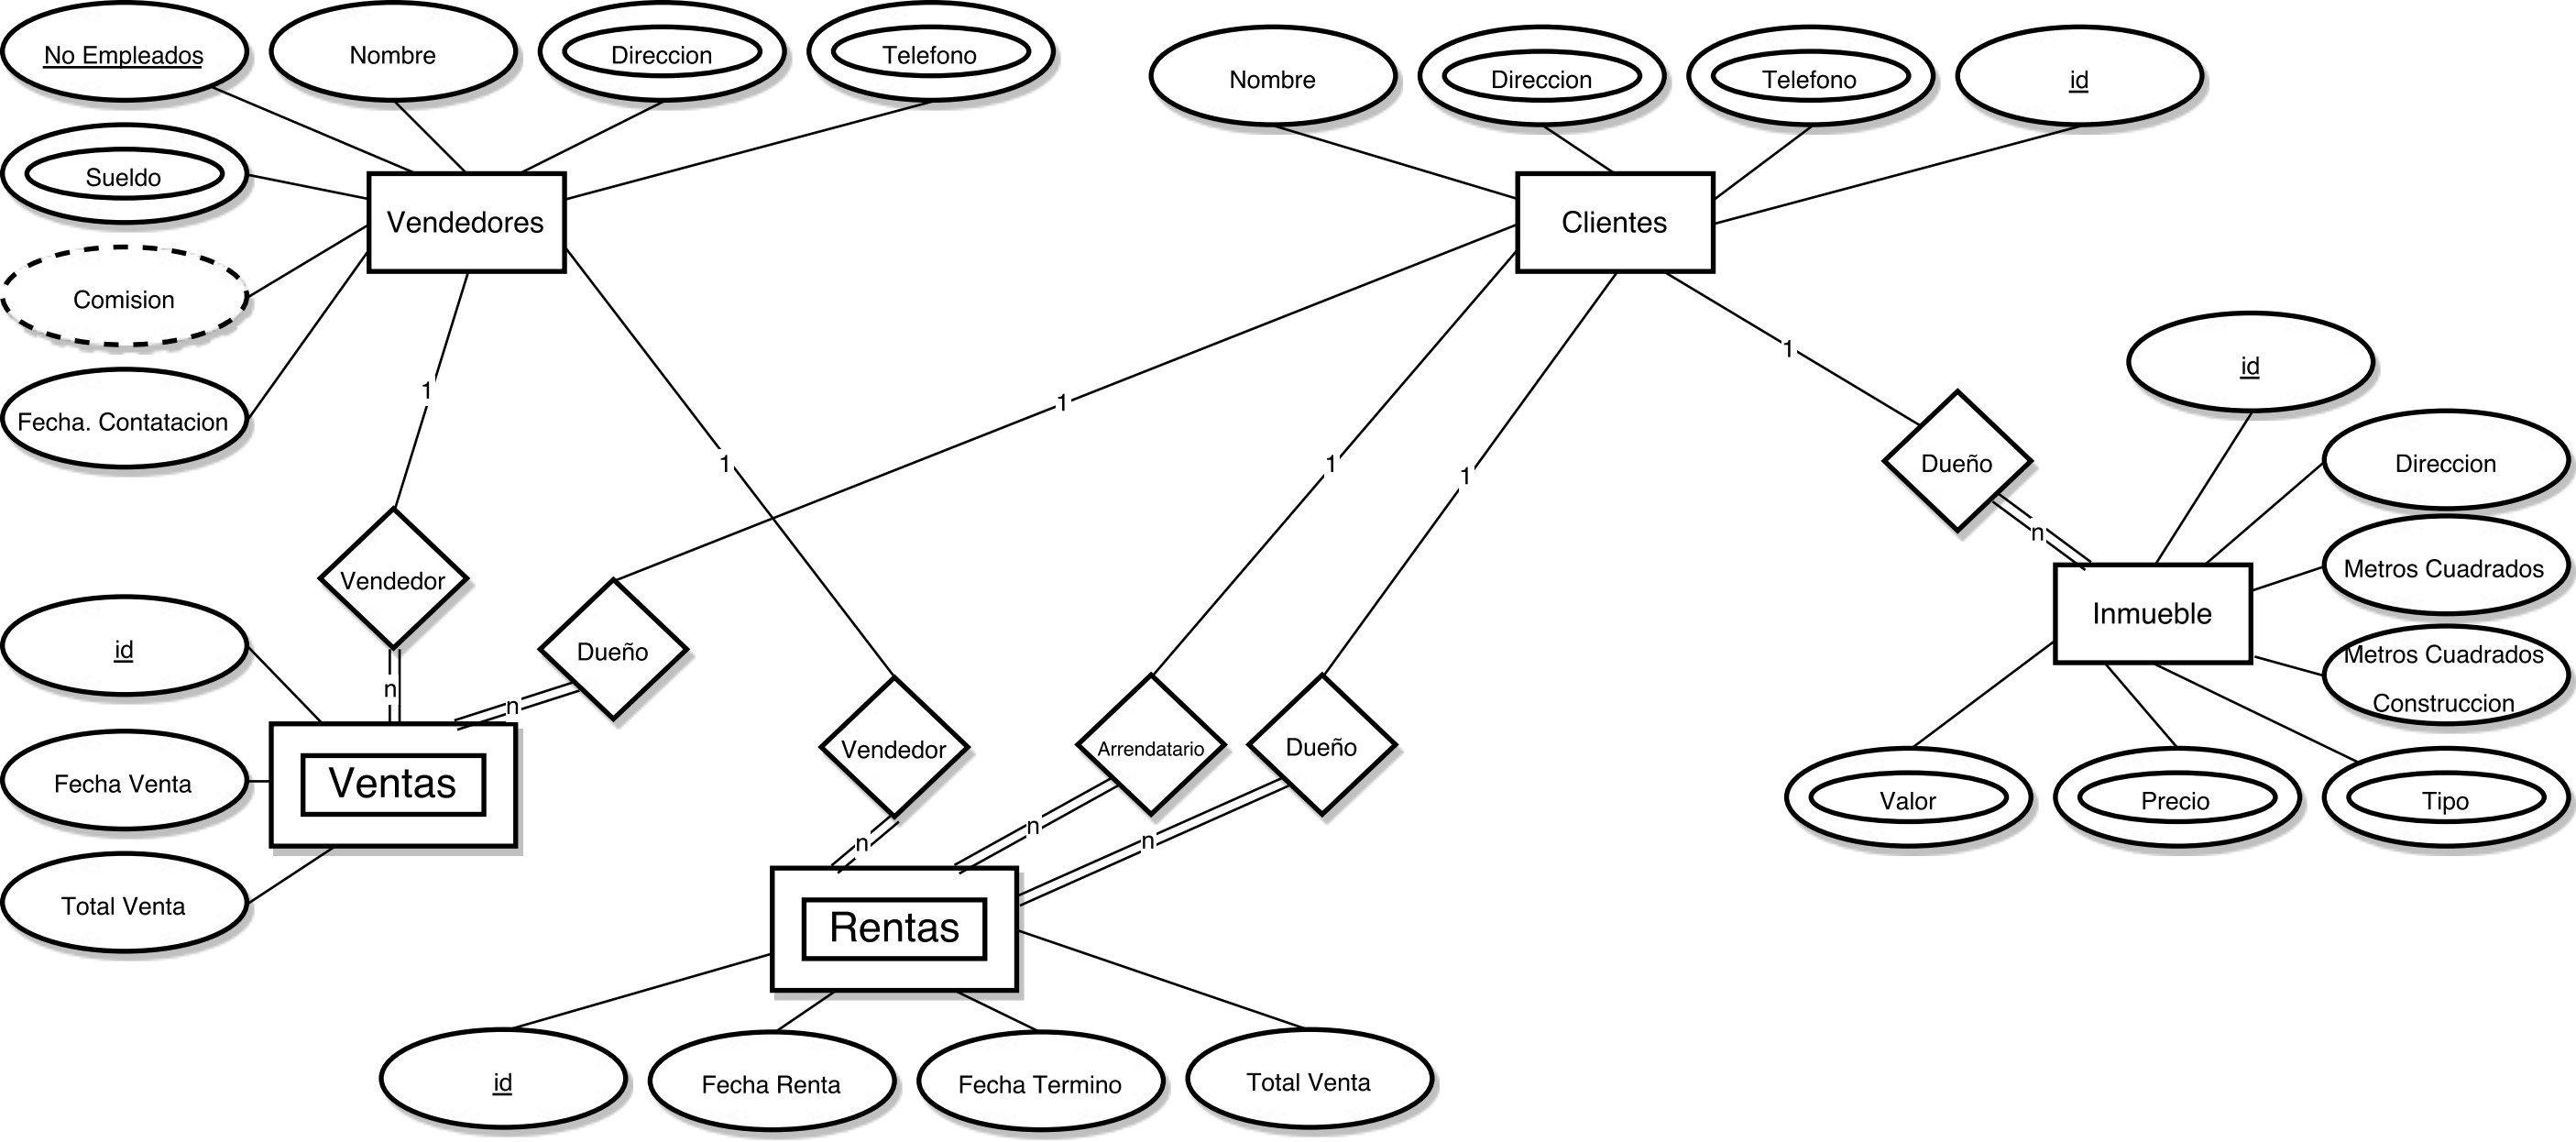 No Empleados
Nombre
Direccion
Telefono
Nombre
Direccion
Telefono
id
Sueldo
Vendedores
Clientes
Comision
1
id
1
1
Fecha. Contatacion
1
1
1
Dueño
Direccion
n
Metros Cuadrados
Vendedor
Inmueble
id
Dueño
Metros Cuadrados
Construccion
n
n
Vendedor
Arrendatario
Dueño
Fecha Venta
Ventas
Valor
Precio
Tipo
n
n
n
Total Venta
Rentas
id
Fecha Renta
Fecha Termino
Total Venta